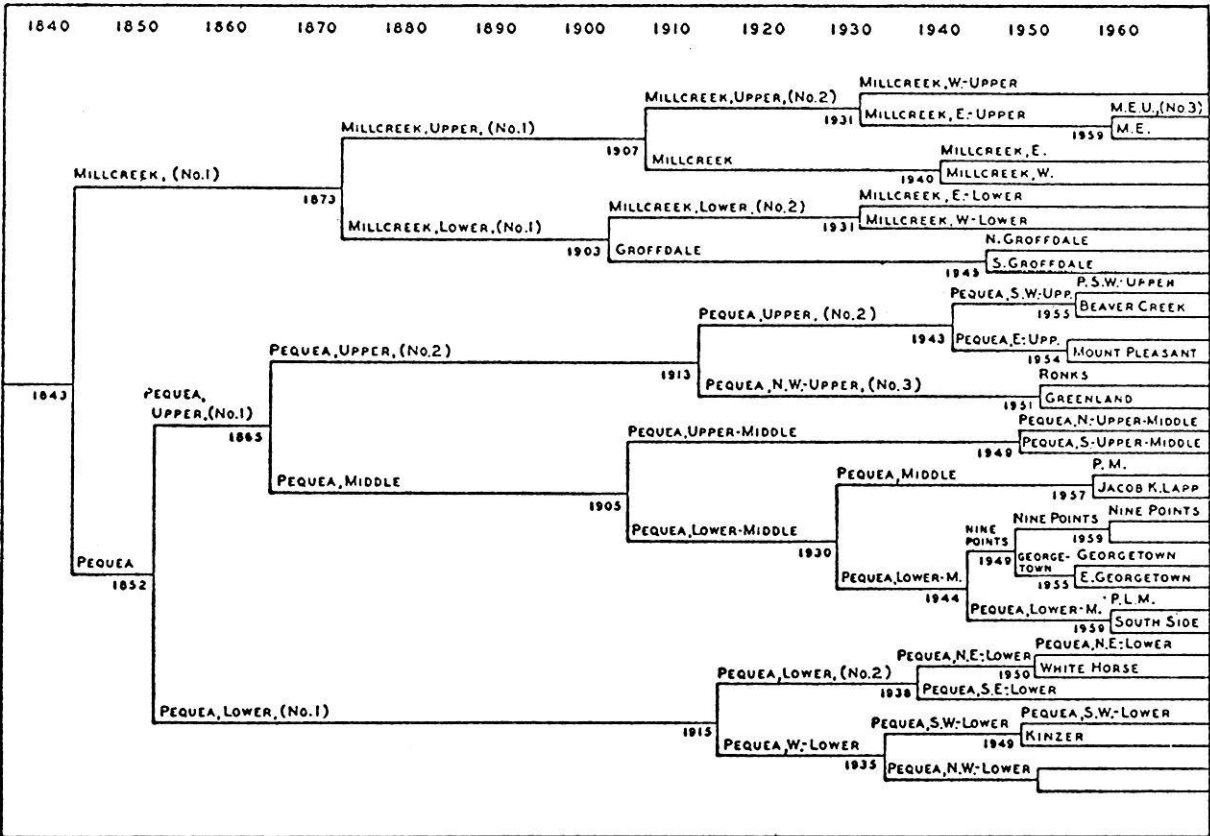 1840 1850 1860 1870 1880 1890 1900 1910 1920 1930 1940 1950 1960
MILLCREEK, W.-UPPER
MILLCREEK, UPPER, (No.2)
1931
MILLCREEK, E.-UPPER
M.E.U., (No.3)
1959
M.E.
MILLCREEK, UPPER, (No.1)
1907
MILLCREEK
MILLCREEK, E.
1940
MILLCREEK, W.
MILLCREEK, (No.1)
1873
MILLCREEK, E.-LOWER
MILLCREEK, LOWER, (No.2)
1931
MILLCREEK, W-LOWER
MILLCREEK, LOWER, (No.1)
1903
GROFFDALE
N. GROFFDALE
1945
S. GROFFDALE
P.S.W.-UPPER
PEQUEA, S.W-UPP.
1955
BEAVER CREEK
PEQUEA, UPPER, (No.2)
1943
PEQUEA, E-UPP.
1954
MOUNT PLEASANT
PEQUEA, UPPER, (No.2)
1913
PEQUEA, N.W-UPPER, (No.3)
RONKS
1951
GREENLAND
1843
PEQUEA,
UPPER, (No.1)
1865
PEQUEA, UPPER-MIDDLE
PEQUEA, N.-UPPER-MIDDLE
1949
PEQUEA, S-UPPER-MIDDLE
PEQUEA, MIDDLE
1905
PEQUEA, MIDDLE
P. M.
1957
JACOB K. LAPP
PEQUEA, LOWER-MIDDLE
1930
NINE POINTS
NINE POINTS
1959
NINE
POINTS
1949
GEORGE-
TOWN
GEORGETOWN
1955
E. GEORGETOWN
PEQUEA
1852
PEQUEA, LOWER-M.
1944
PEQUEA, LOWER-M.
P.L.M.
1959
SOUTH SIDE
PEQUEA, N.E-LOWER
PEQUEA, N.E-LOWER
1950
WHITE HORSE
PEQUEA, LOWER, (No.2)
1938
PEQUEA, S.E-LOWER
PEQUEA, LOWER, (No.1)
1915
PEQUEA, S.W-LOWER
PEQUEA, S.W.-LOWER
1949
KINZER
PEQUEA, W-LOWER
1935
PEQUEA, N.W-LOWER